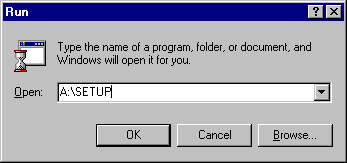 Run
Type the name of a program, folder, or document, and
Windows will open it for you.
Open: A:\SETUP
OK Cancel Browse...